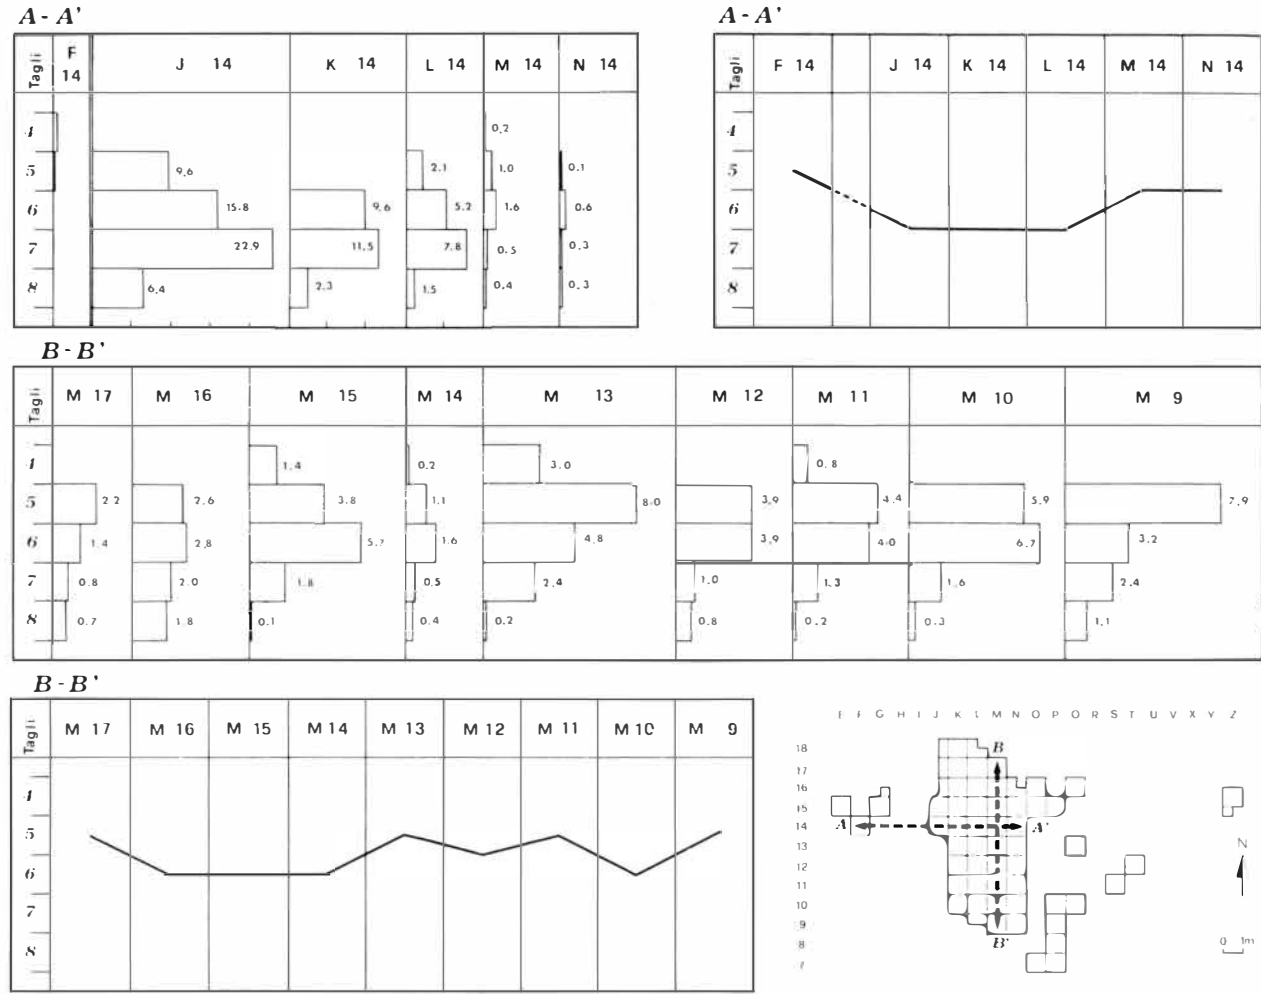 A - A'
Tagli F 14 J 14 K 14 L 14 M 14 N 14
4 0.2
5 9.6 2.1 1.0 0.1
6 15.8 9.6 5.2 1.6 0.6
7 22.9 11.5 7.8 0.5 0.3
8 6.4 2.3 1.5 0.4 0.3
A - A'
Tagli F 14 J 14 K 14 L 14 M 14 N 14
4
5
6
7
8
B - B'
Tagli M 17 M 16 M 15 M 14 M 13 M 12 M 11 M 10 M 9
4 1.4 0.2 3.0 0.8
5 2.2 2.6 3.8 1.1 8.0 3.9 4.4 5.9 7.9
6 1.4 2.8 5.7 1.6 4.8 3.9 4.0 6.7 3.2
7 0.8 2.0 1.8 0.5 2.4 1.0 1.3 1.6 2.4
8 0.7 1.8 0.1 0.4 0.2 0.8 0.2 0.3 1.1
B - B'
Tagli M 17 M 16 M 15 M 14 M 13 M 12 M 11 M 10 M 9
4
5
6
7
8
F G H I J K L M N O P Q R S T U V X Y Z
18 B
17
16
15
14 A A'
13 N
12
11
10
9
8 B' 0 1m
7